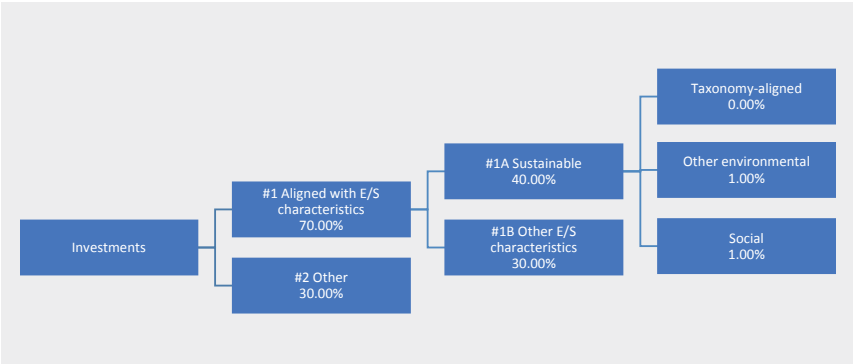 Investments
#1 Aligned with E/S
characteristics
70.00%
#2 Other
30.00%
#1A Sustainable
40.00%
#1B Other E/S
characteristics
30.00%
Taxonomy-aligned
0.00%
Other environmental
1.00%
Social
1.00%